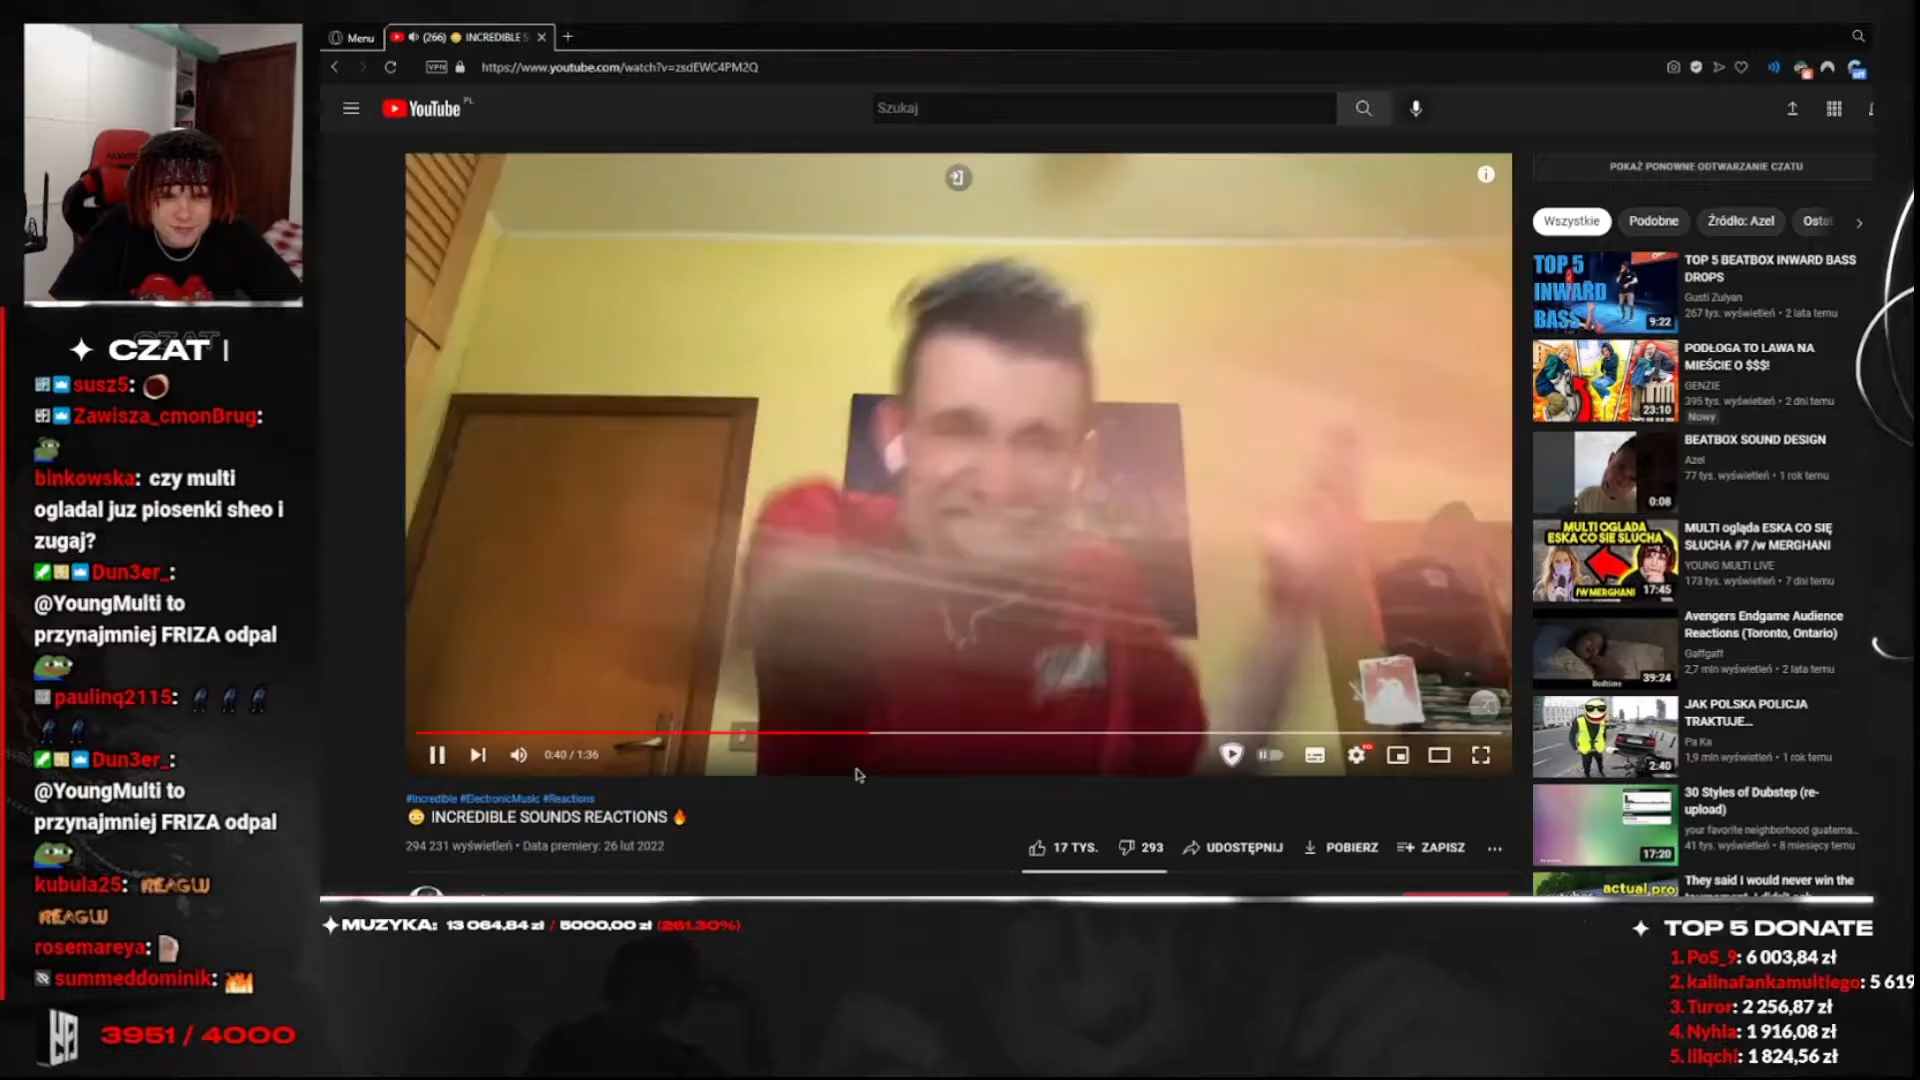 Menu
(266) 😳 INCREDIBLE S
VPN
https://www.youtube.com/watch?v=zsdEWC4PM2Q
YouTube PL
Szukaj
POKAŻ PONOWNE ODTWARZANIE CZATU
Wszystkie
Podobne
Źródło: Azel
TOP 5
INWARD
BASS
9:22
TOP 5 BEATBOX INWARD BASS
DROPS
Gusti Zulyan
267 tys. wyświetleń • 2 lata temu
23:10
PODŁOGA TO LAWA NA
MIEŚCIE O $$$!
GENZIE
395 tys. wyświetleń • 2 dni temu
Nowy
0:08
BEATBOX SOUND DESIGN
Azel
77 tys. wyświetleń • 1 rok temu
MULTI OGLĄDA
ESKA CO SIE SLUCHA
/W MERGHANI
17:45
MULTI ogląda ESKA CO SIĘ
SŁUCHA #7 /w MERGHANI
YOUNG MULTI LIVE
173 tys. wyświetleń • 7 dni temu
39:24
Avengers Endgame Audience
Reactions (Toronto, Ontario)
Gaffgaft
2,7 mln wyświetleń • 2 lata temu
2:40
JAK POLSKA POLICJA
TRAKTUJE...
Pa Ka
1,9 mln wyświetleń • 1 rok temu
17:20
30 Styles of Dubstep (re-
upload)
your favorite neighborhood guatema...
41 tys. wyświetleń • 8 miesięcy temu
actual pro
They said I would never win the
0:40 / 1:36
#Incredible #ElectronicMusic #Reactions
😳 INCREDIBLE SOUNDS REACTIONS 🔥
294 231 wyświetleń • Data premiery: 26 lut 2022
17 TYS.
293
UDOSTĘPNIJ
POBIERZ
ZAPISZ
CZAT |
susz5:
Zawisza_cmonBrug:
binkowska: czy multi
ogladal juz piosenki sheo i
zugaj?
Dun3er_:
@YoungMulti to
przynajmniej FRIZA odpal
paulinq2115:
Dun3er_:
@YoungMulti to
przynajmniej FRIZA odpal
kubula25: REAGUJ
REAGUJ
rosemareya:
summeddominik:
3951 / 4000
MUZYKA: 13 064,84 zł / 5000,00 zł (261.30%)
TOP 5 DONATE
1. PoS_9: 6 003,84 zł
2. kalinafankamultiego: 5 619
3. Turor: 2 256,87 zł
4. Nyhla: 1 916,08 zł
5. lilqchi: 1 824,56 zł